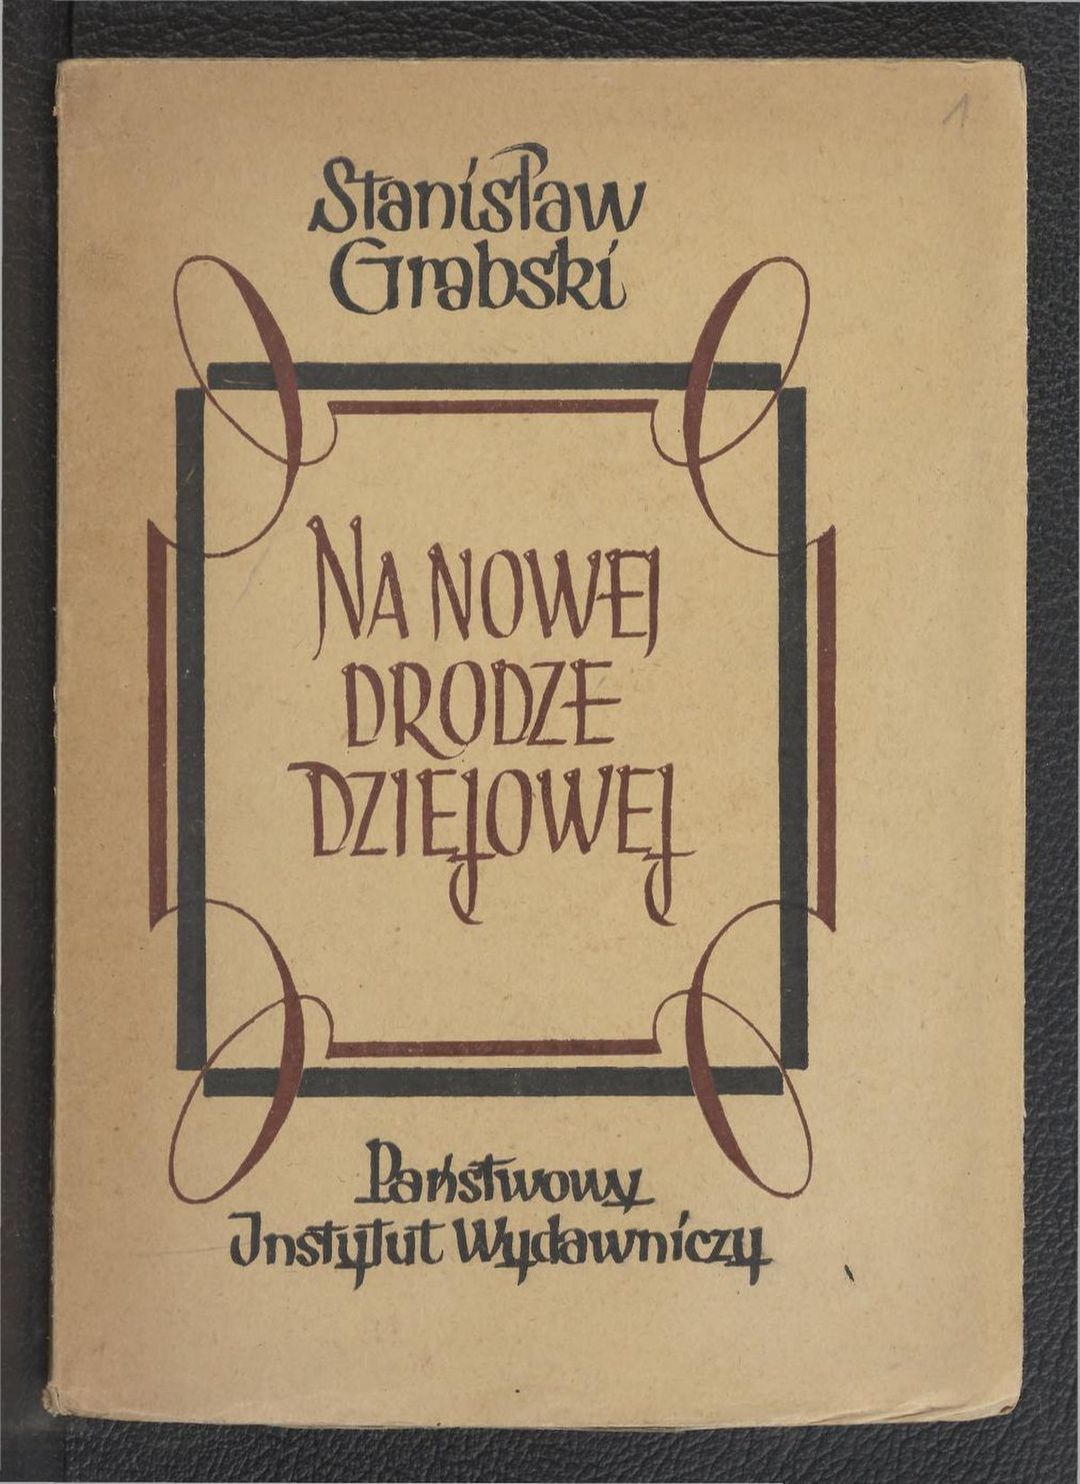 1
Stanisław
Grabski
NA NOWEJ
DRODZE
DZIEJOWEJ
Państwowy
Instytut Wydawniczy